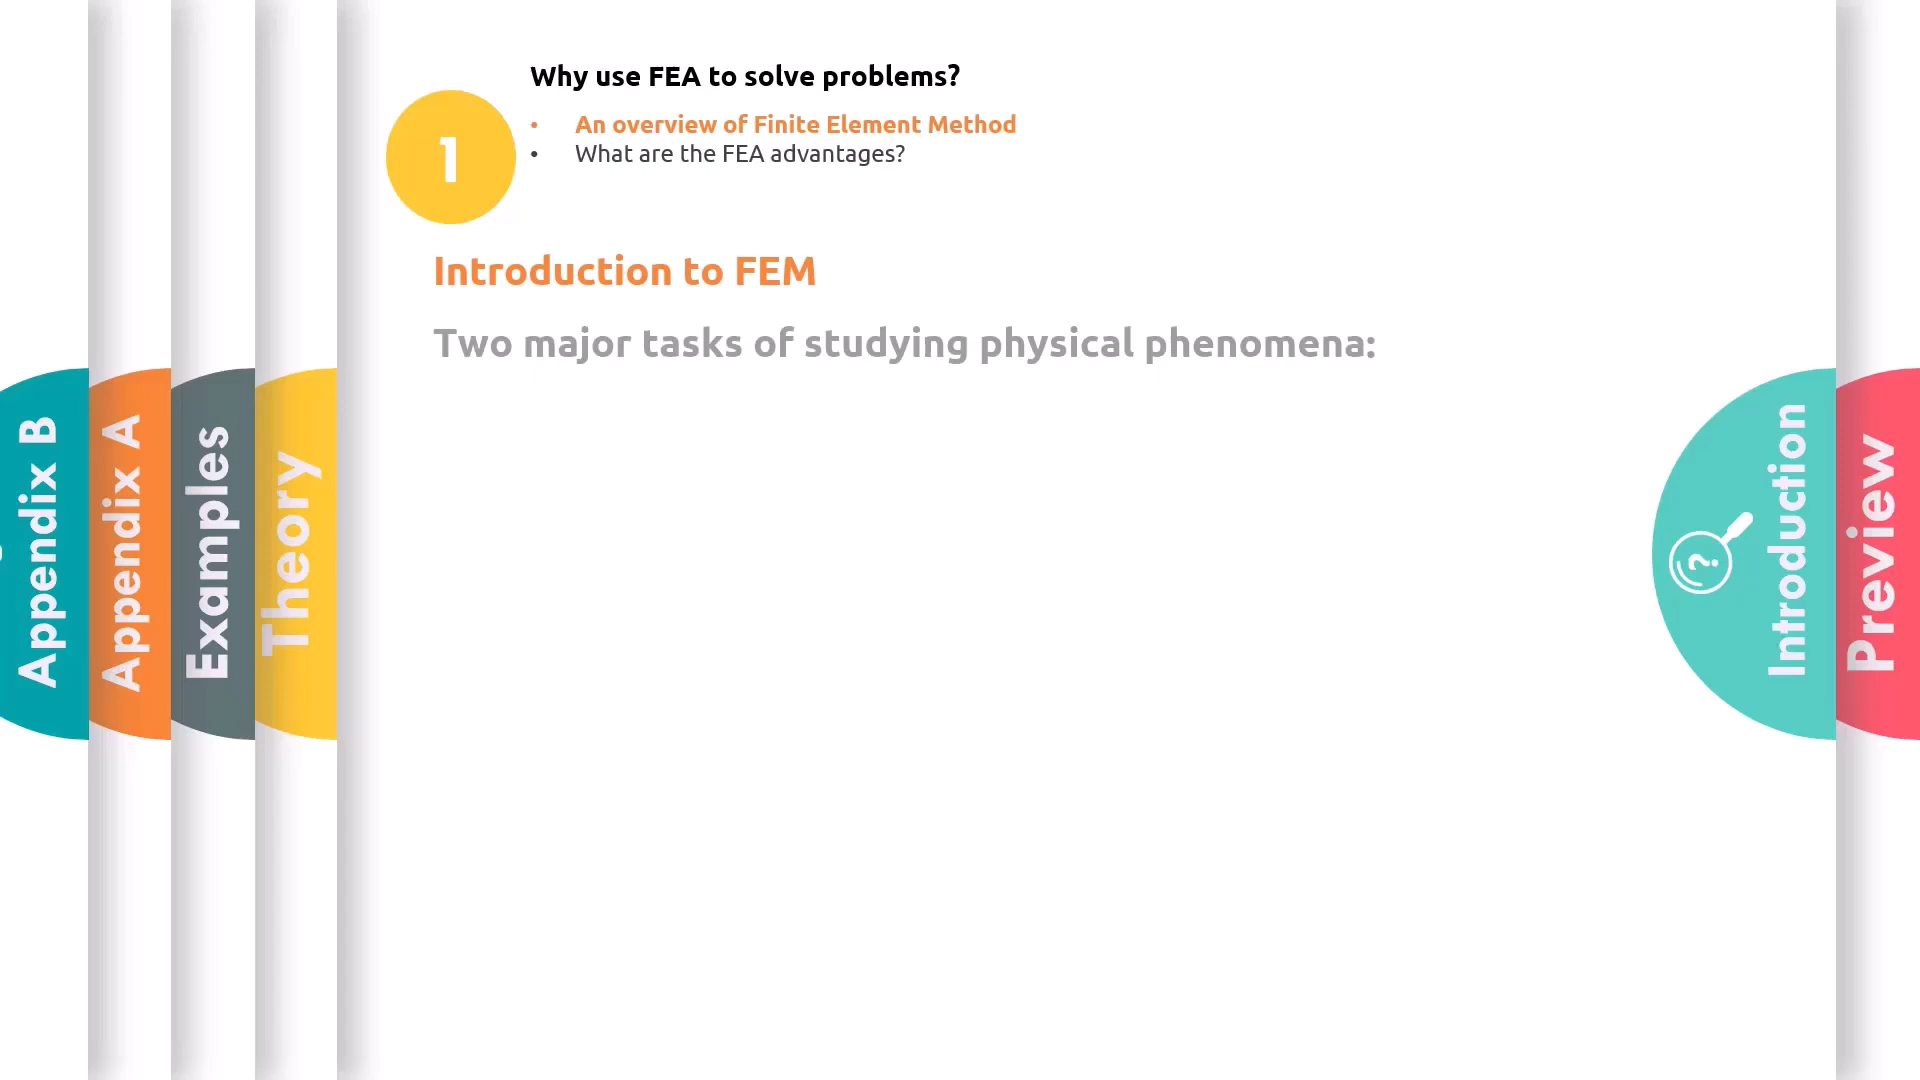 Why use FEA to solve problems?
1
• An overview of Finite Element Method
• What are the FEA advantages?
Introduction to FEM
Two major tasks of studying physical phenomena:
Appendix B
Appendix A
Examples
Theory
?
Introduction
Preview